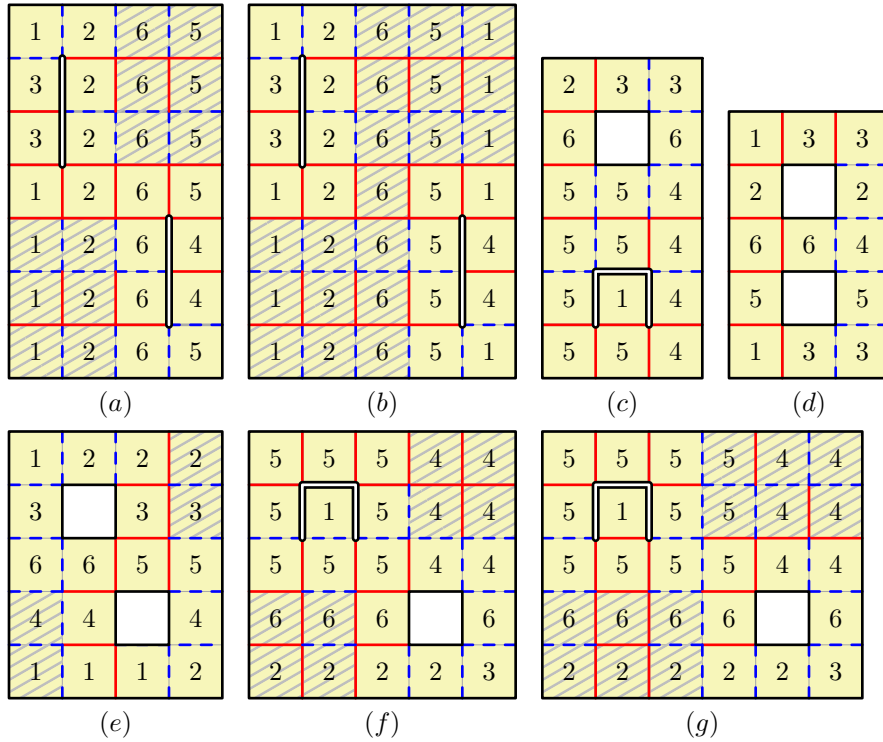 1 2 6 5
3 2 6 5
3 2 6 5
1 2 6 5
1 2 6 4
1 2 6 4
1 2 6 5
(a)
1 2 6 5 1
3 2 6 5 1
3 2 6 5 1
1 2 6 5 1
1 2 6 5 4
1 2 6 5 4
1 2 6 5 1
(b)
2 3 3
6 6
5 5 4
5 5 4
5 1 4
5 5 4
(c)
1 3 3
2 2
6 6 4
5 5
1 3 3
(d)
1 2 2 2
3 3 3
6 6 5 5
4 4 4
1 1 1 2
(e)
5 5 5 4 4
5 1 5 4 4
5 5 5 4 4
6 6 6 6
2 2 2 2 3
(f)
5 5 5 5 4 4
5 1 5 5 4 4
5 5 5 5 4 4
6 6 6 6 6
2 2 2 2 2 3
(g)